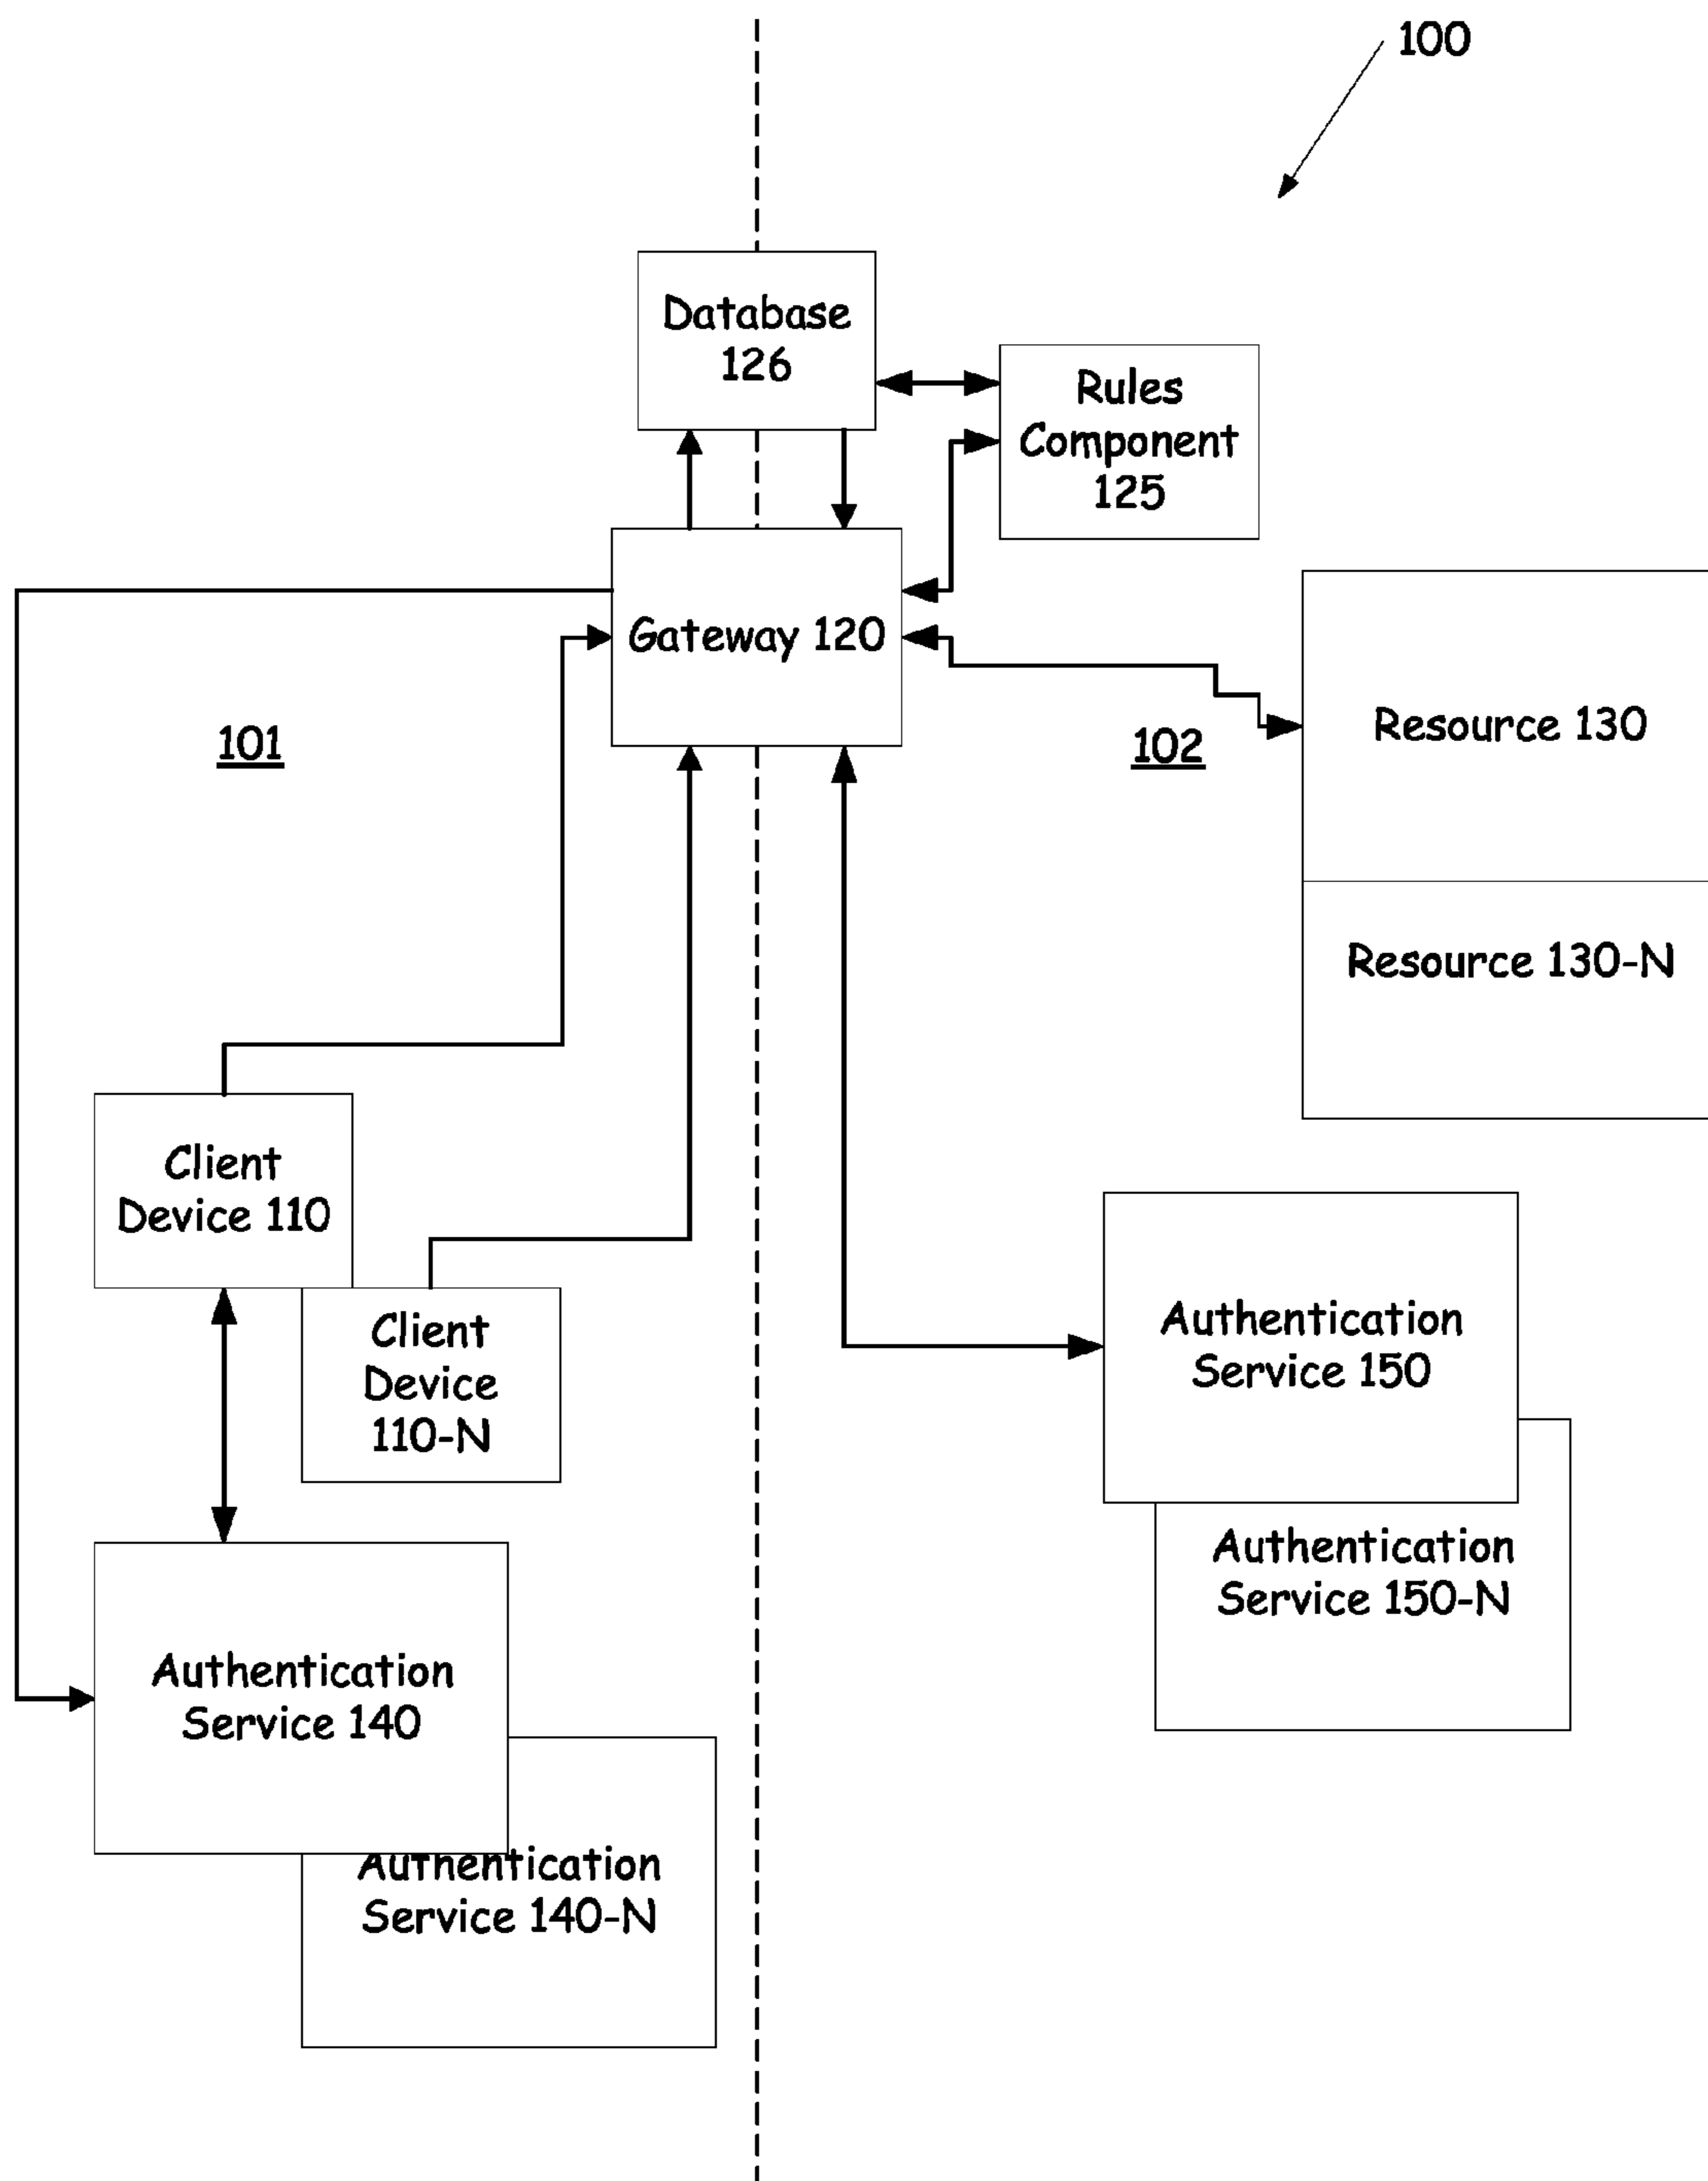 100
Database
126
Rules
Component
125
Gateway 120
101
102
Resource 130
Resource 130-N
Client
Device 110
Client
Device
110-N
Authentication
Service 150
Authentication
Service 150-N
Authentication
Service 140
Authentication
Service 140-N